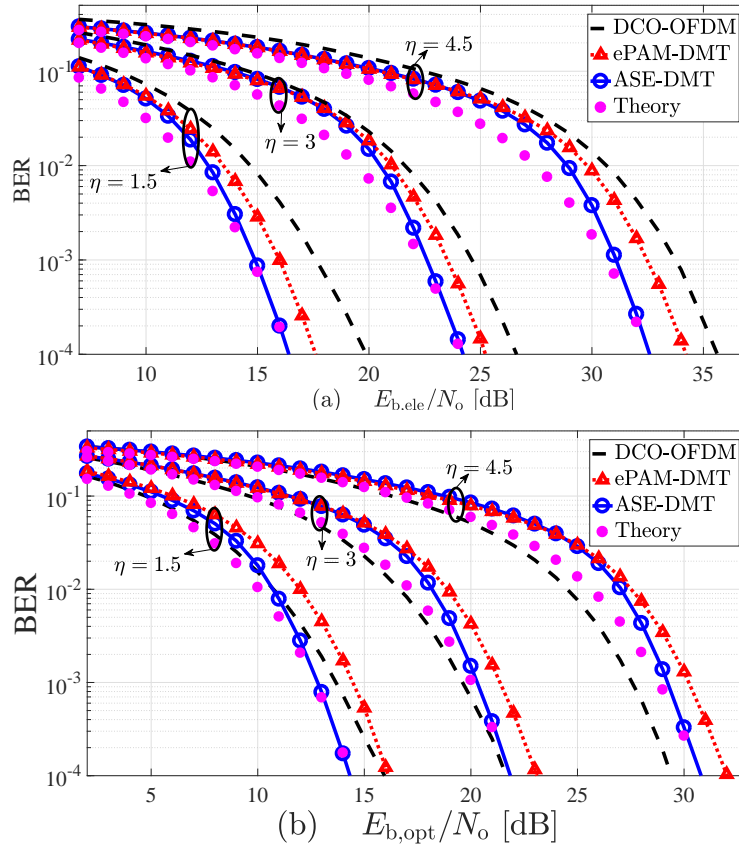 DCO-OFDM
ePAM-DMT
ASE-DMT
Theory
η = 4.5
η = 3
η = 1.5
BER
10^-1
10^-2
10^-3
10^-4
10 15 20 25 30 35
(a) E_b,ele/N_o [dB]
DCO-OFDM
ePAM-DMT
ASE-DMT
Theory
η = 4.5
η = 3
η = 1.5
BER
10^-1
10^-2
10^-3
10^-4
5 10 15 20 25 30
(b) E_b,opt/N_o [dB]